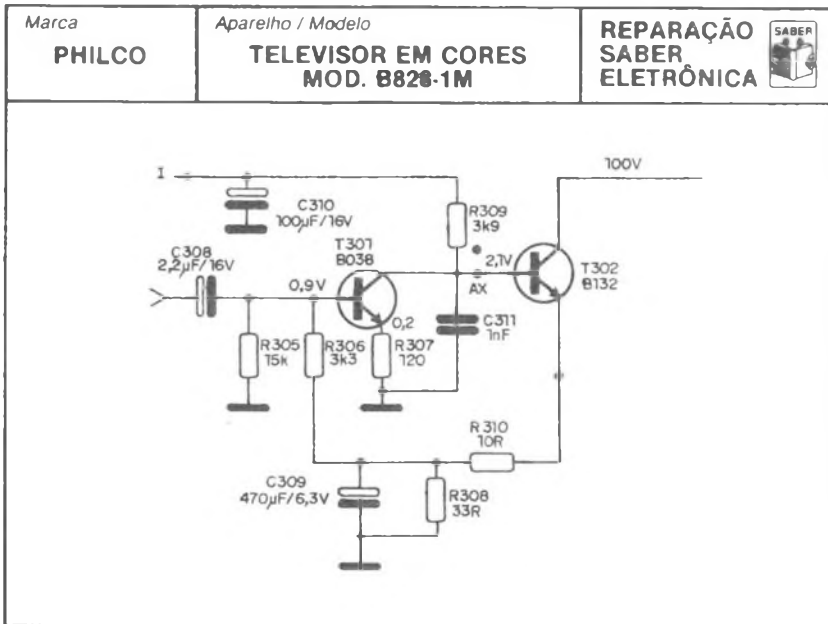 Marca
PHILCO
Aparelho / Modelo
TELEVISOR EM CORES
MOD. B828-1M
REPARAÇÃO
SABER
ELETRÔNICA
SABER
I
100V
C310
100µF/16V
R309
3k9
C308
2,2µF/16V
T301
B038
2,1V
T302
B132
0,9V
AX
0,2
C311
1nF
R305
15k
R306
3k3
R307
120
R310
10R
C309
470µF/6,3V
R308
33R